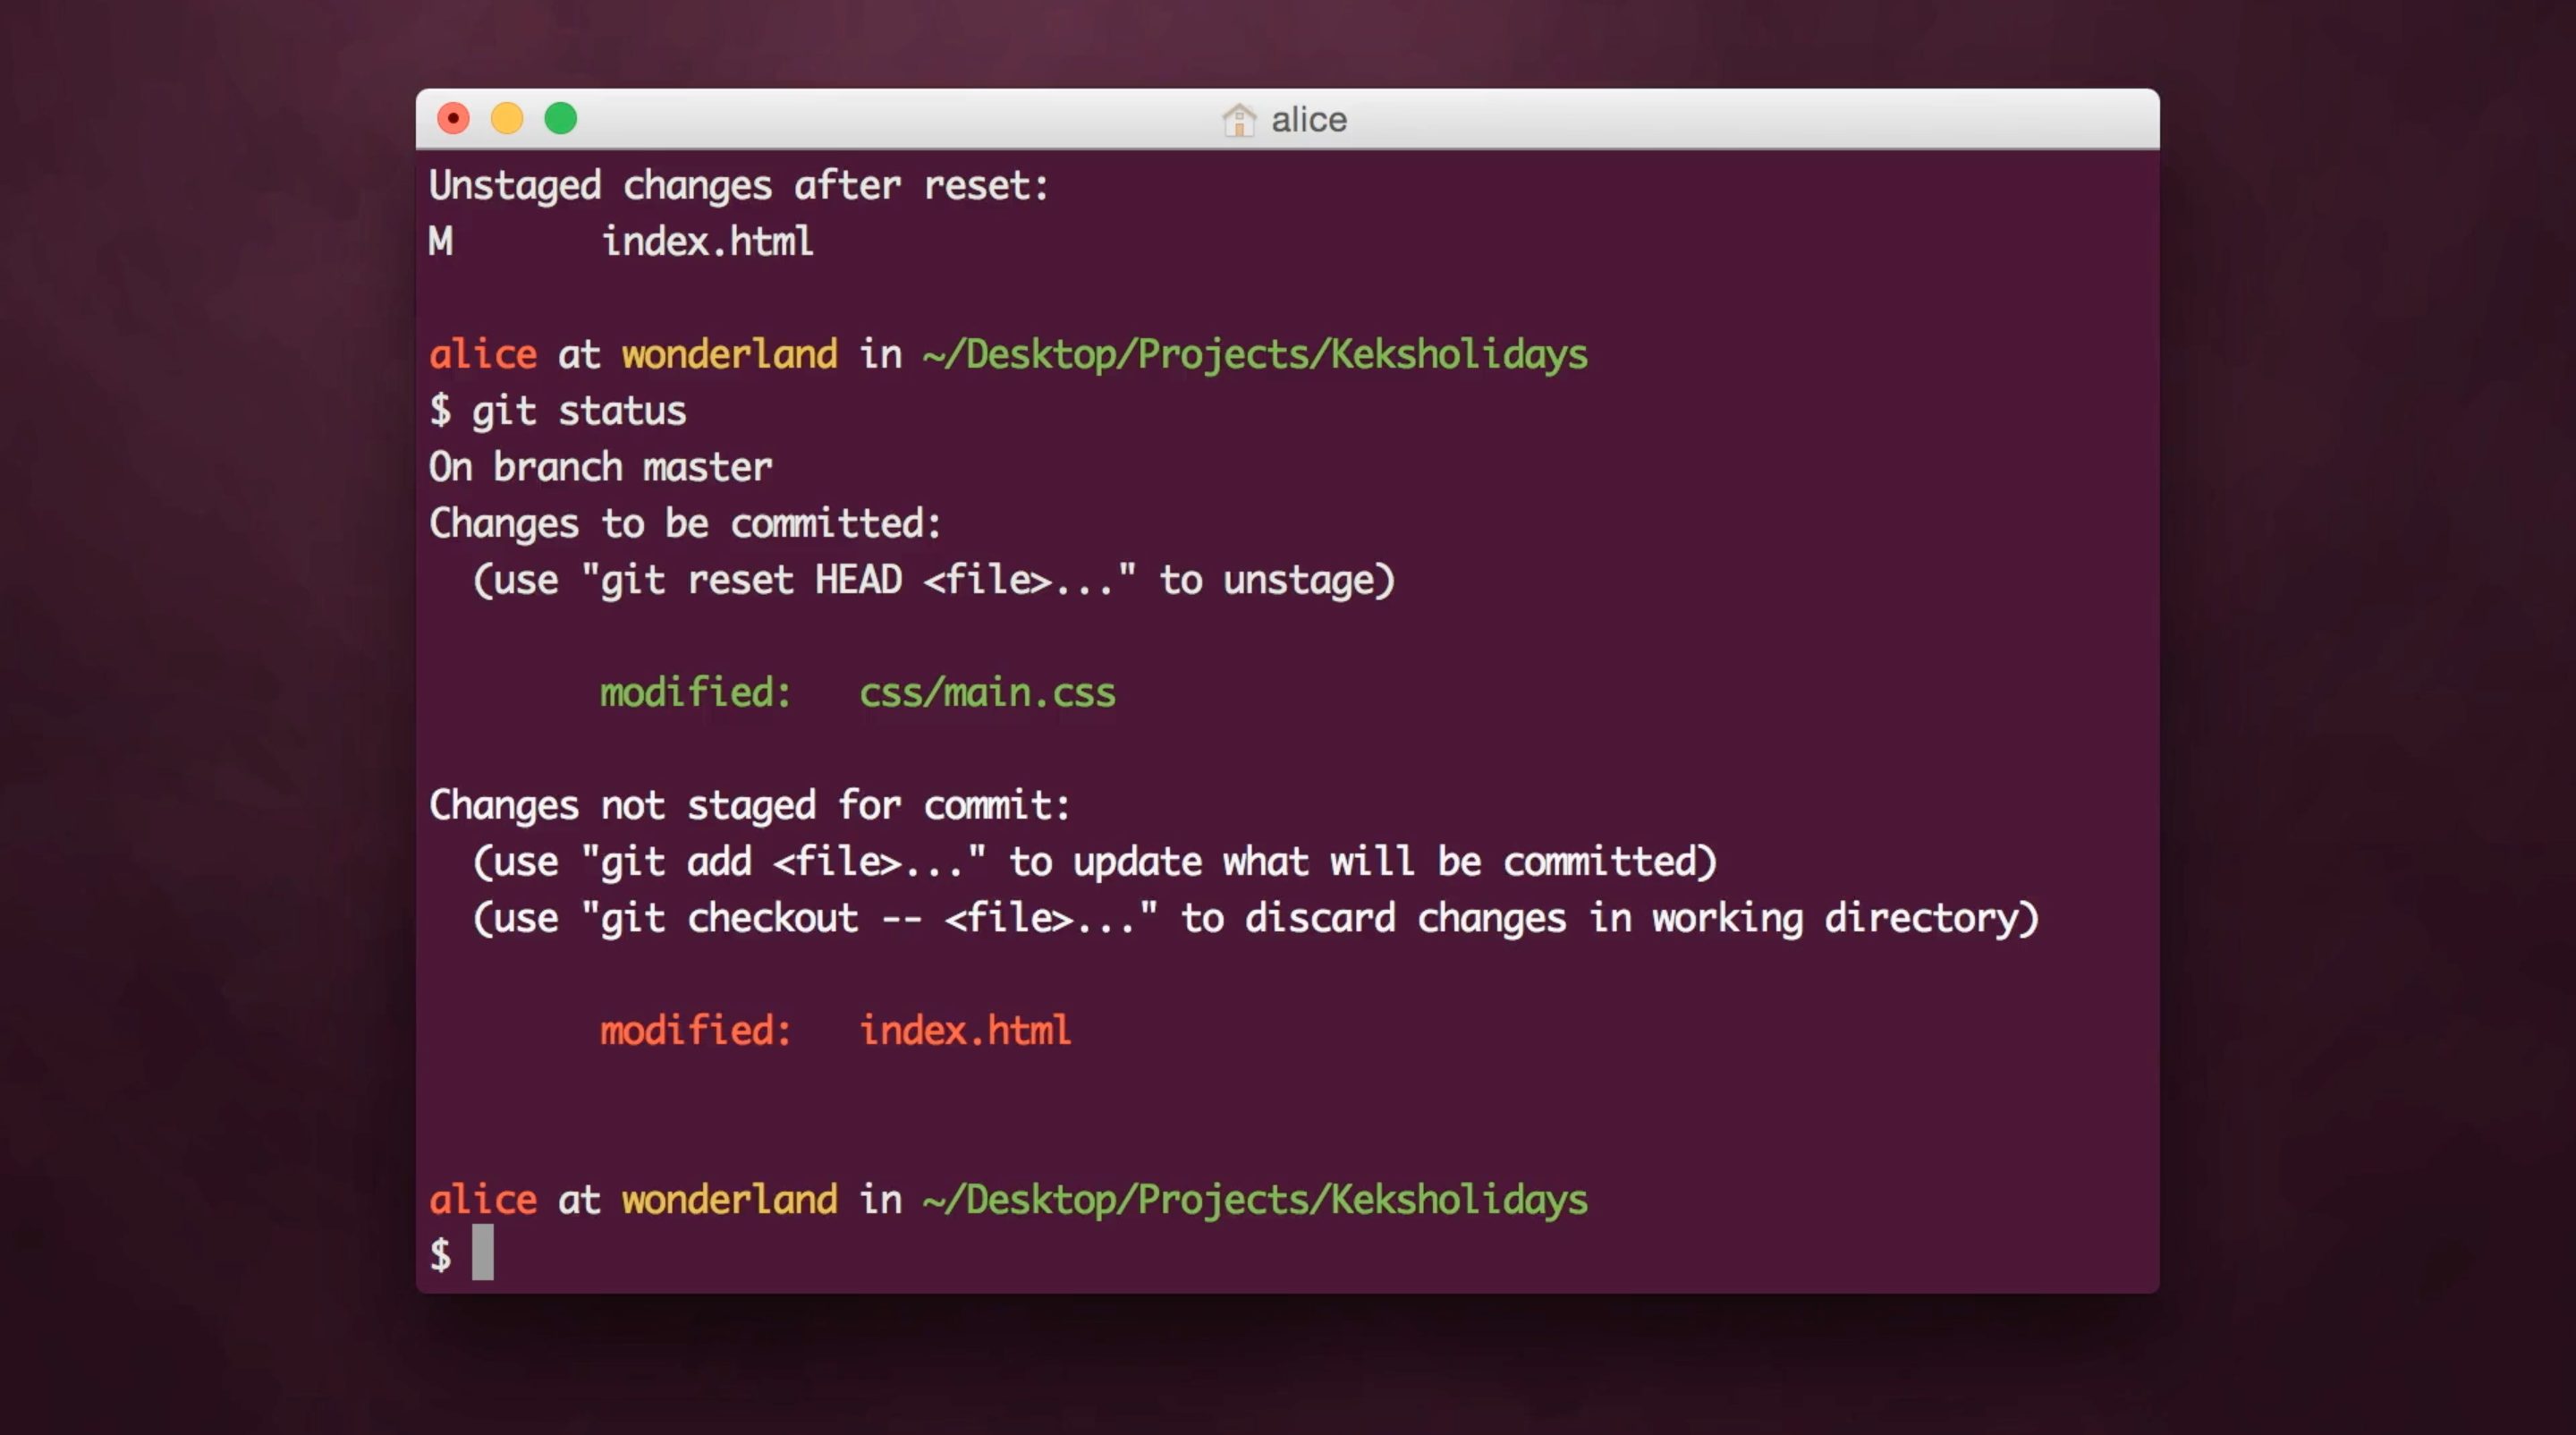 alice
Unstaged changes after reset:
M       index.html
alice at wonderland in ~/Desktop/Projects/Keksholidays
$ git status
On branch master
Changes to be committed:
  (use "git reset HEAD <file>..." to unstage)
        modified:   css/main.css
Changes not staged for commit:
  (use "git add <file>..." to update what will be committed)
  (use "git checkout -- <file>..." to discard changes in working directory)
        modified:   index.html
alice at wonderland in ~/Desktop/Projects/Keksholidays
$